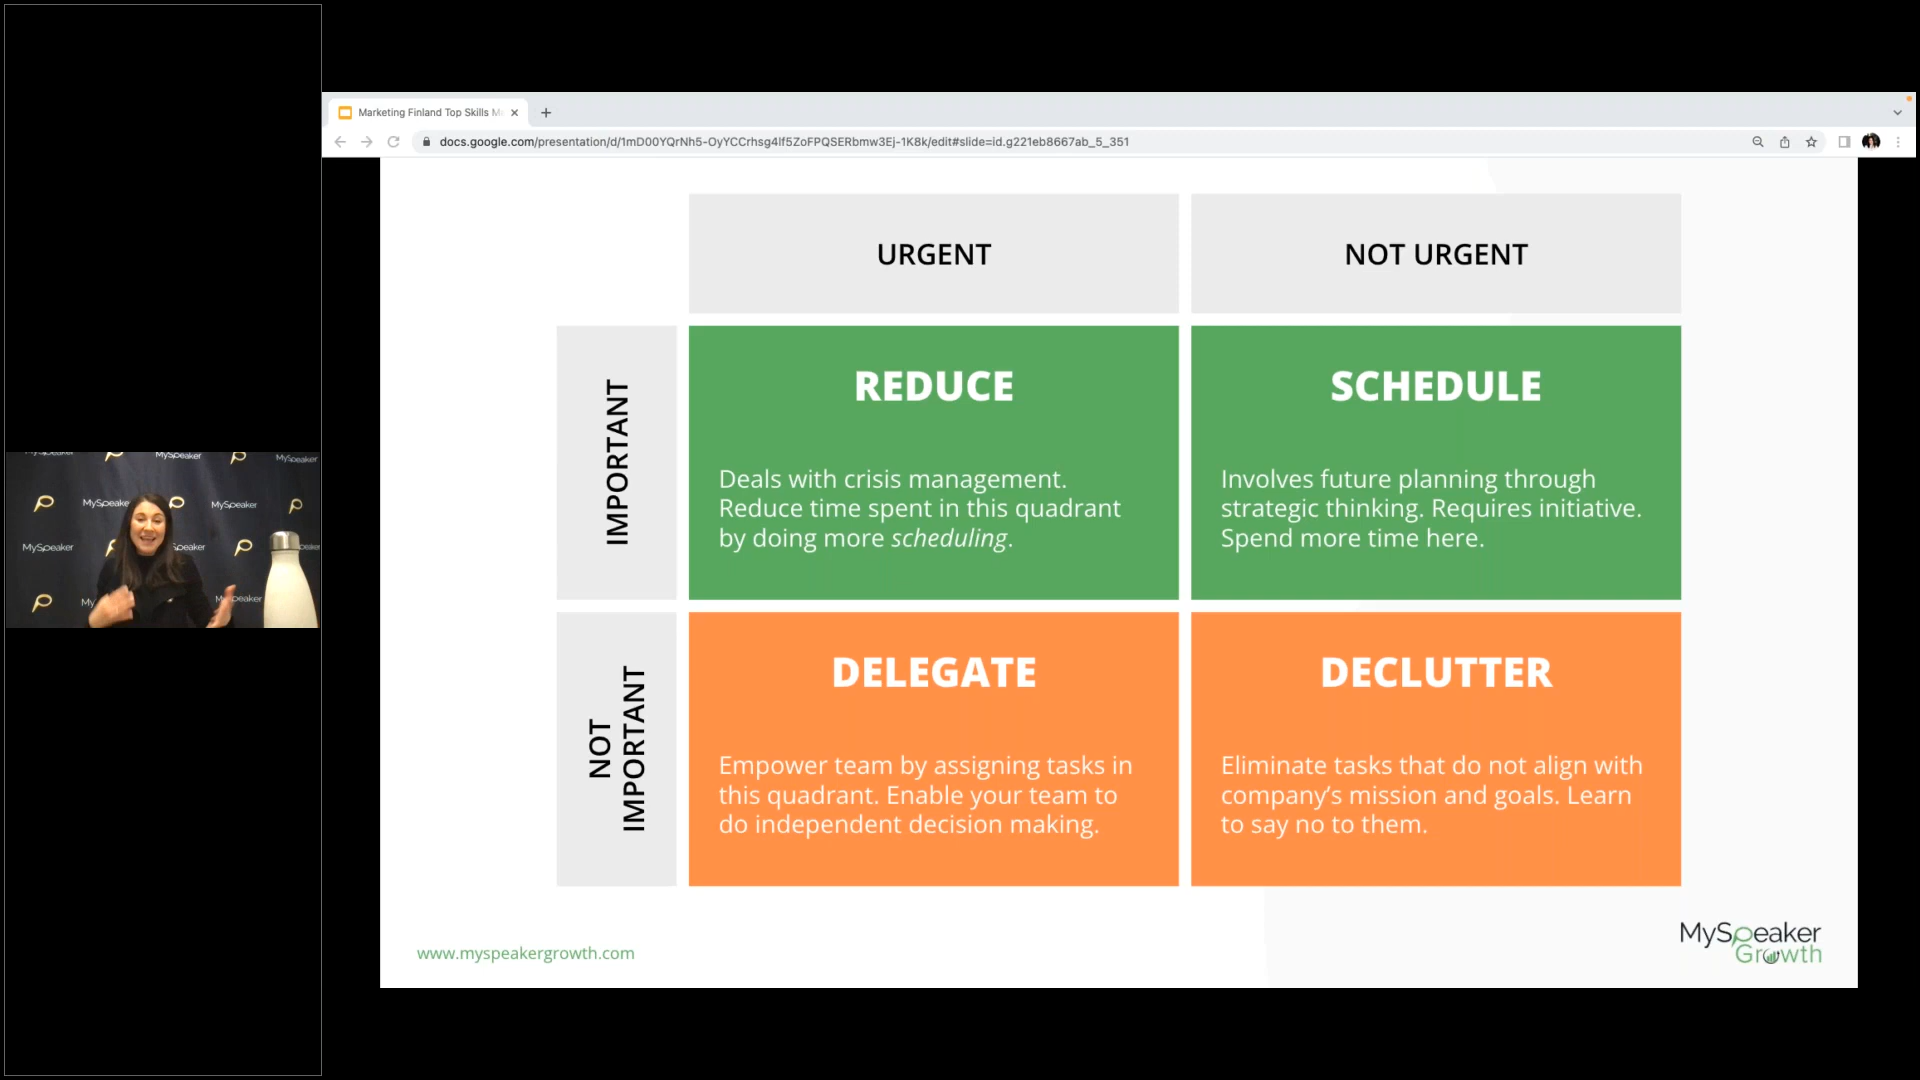 Marketing Finland Top Skills M
docs.google.com/presentation/d/1mD00YQrNh5-OyYCCrhsg4lf5ZoFPQSERbmw3Ej-1K8k/edit#slide=id.g221eb8667ab_5_351
URGENT
NOT URGENT
IMPORTANT
REDUCE
Deals with crisis management.
Reduce time spent in this quadrant
by doing more scheduling.
SCHEDULE
Involves future planning through
strategic thinking. Requires initiative.
Spend more time here.
NOT
IMPORTANT
DELEGATE
Empower team by assigning tasks in
this quadrant. Enable your team to
do independent decision making.
DECLUTTER
Eliminate tasks that do not align with
company's mission and goals. Learn
to say no to them.
www.myspeakergrowth.com
MySpeaker
Growth
MySpeaker
MySpeaker
MySpeaker
MySpeaker